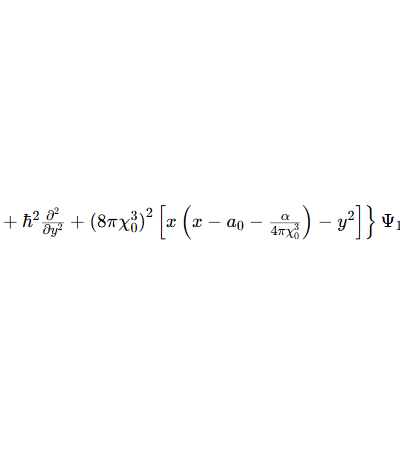 + ħ² ∂²/∂y² + (8πχ₀³)² [x (x − a₀ − α/4πχ₀³) − y²]} Ψ₁